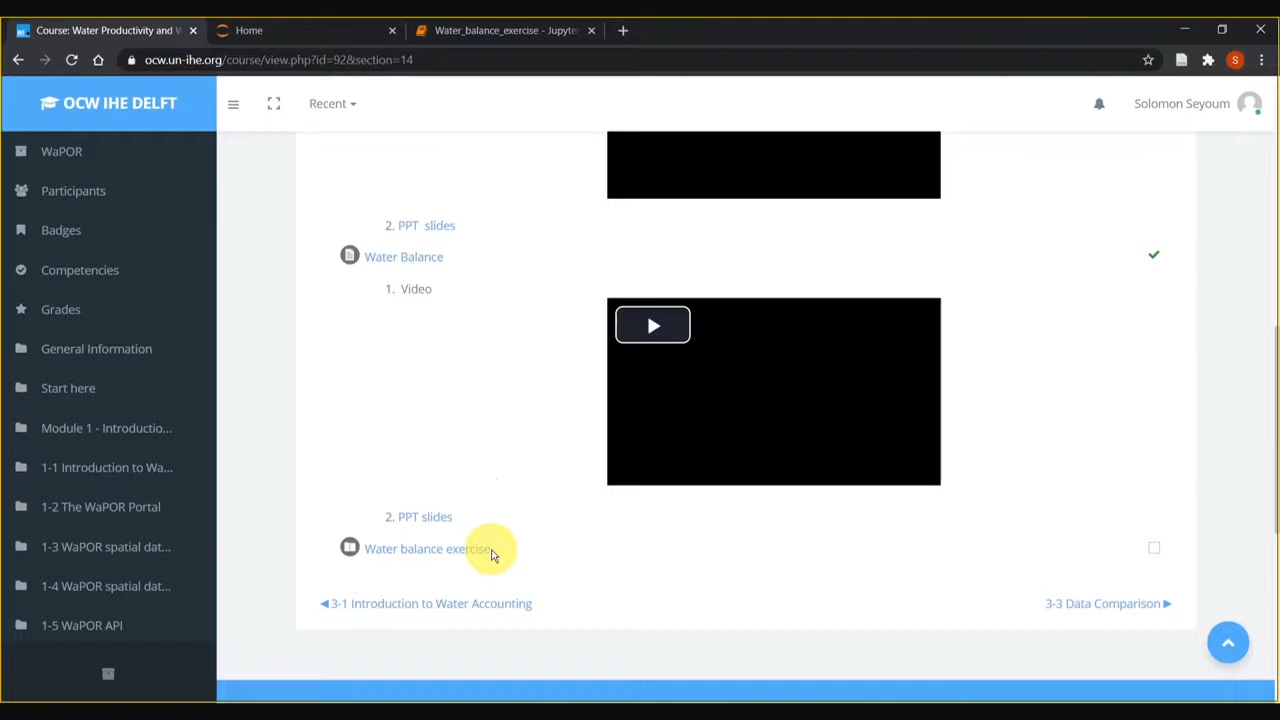 Course: Water Productivity and W
Home
Water_balance_exercise - Jupyte
ocw.un-ihe.org/course/view.php?id=92&section=14
S
OCW IHE DELFT
Recent
Solomon Seyoum
WaPOR
Participants
Badges
Competencies
Grades
General Information
Start here
Module 1 - Introductio...
1-1 Introduction to Wa...
1-2 The WaPOR Portal
1-3 WaPOR spatial dat...
1-4 WaPOR spatial dat...
1-5 WaPOR API
2. PPT slides
Water Balance
1. Video
2. PPT slides
Water balance exercise
3-1 Introduction to Water Accounting
3-3 Data Comparison